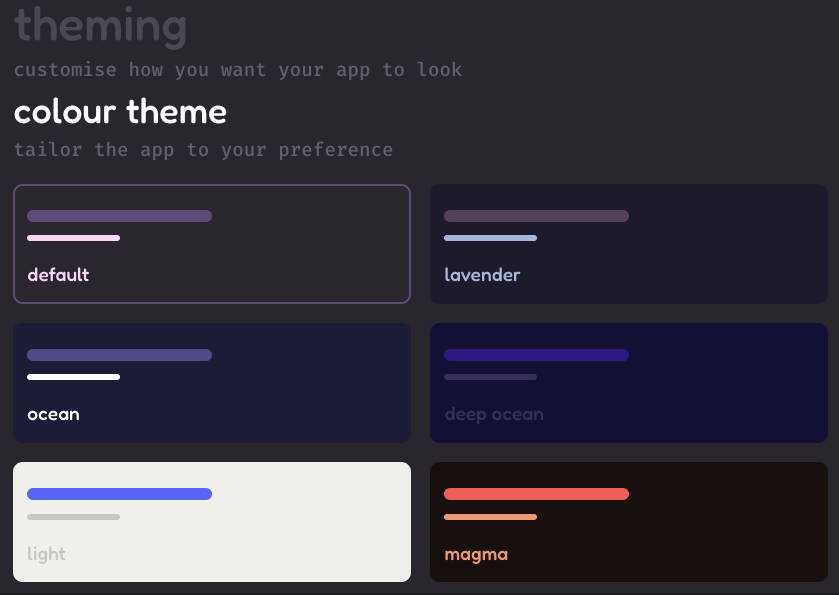 theming
customise how you want your app to look
colour theme
tailor the app to your preference
default
lavender
ocean
deep ocean
light
magma